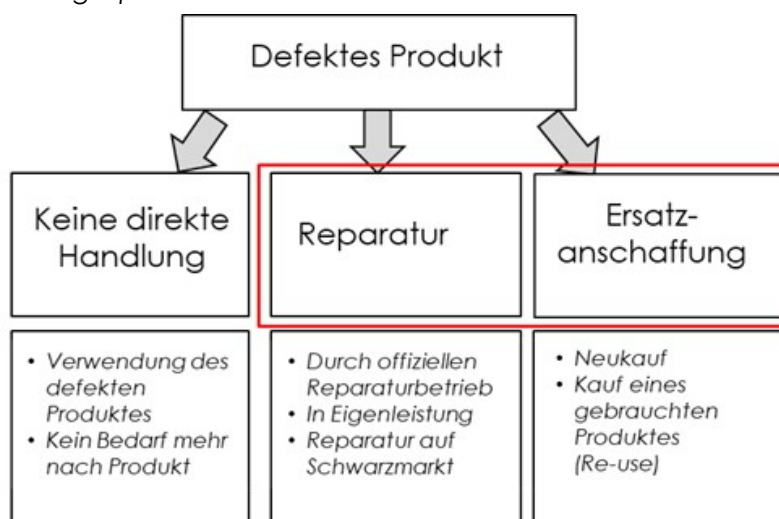 Defektes Produkt
Keine direkte
Handlung
Reparatur
Ersatz-
anschaffung
• Verwendung des
defekten
Produktes
• Kein Bedarf mehr
nach Produkt
• Durch offiziellen
Reparaturbetrieb
• In Eigenleistung
• Reparatur auf
Schwarzmarkt
• Neukauf
• Kauf eines
gebrauchten
Produktes
(Re-use)